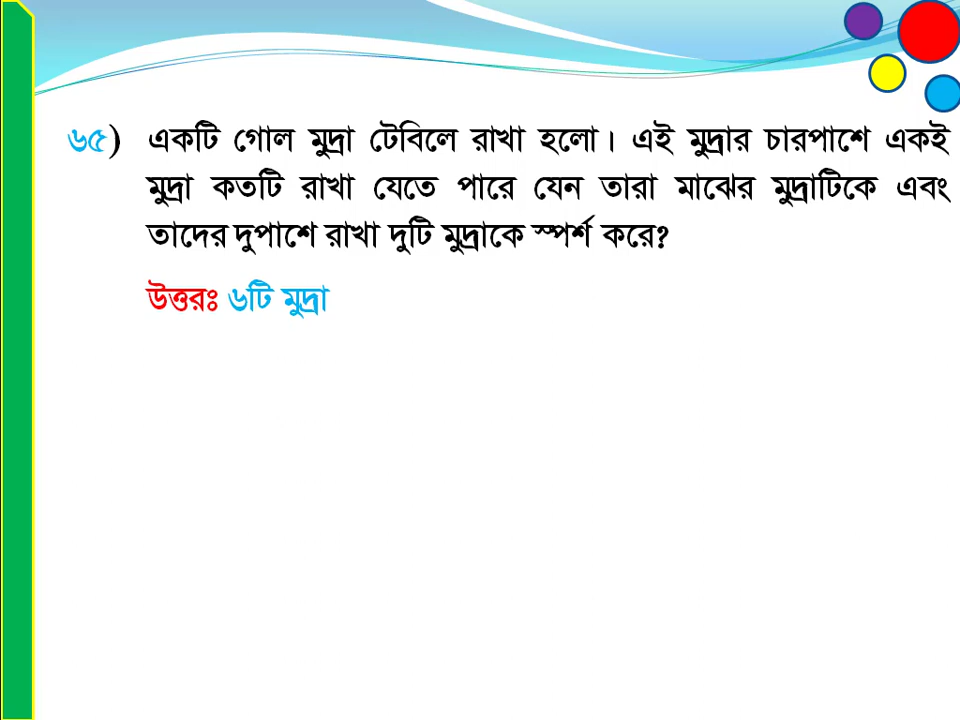 ৬৫) একটি গোল মুদ্রা টেবিলে রাখা হলো। এই মুদ্রার চারপাশে একই
মুদ্রা কতটি রাখা যেতে পারে যেন তারা মাঝের মুদ্রাটিকে এবং
তাদের দুপাশে রাখা দুটি মুদ্রাকে স্পর্শ করে?
উত্তরঃ ৬টি মুদ্রা